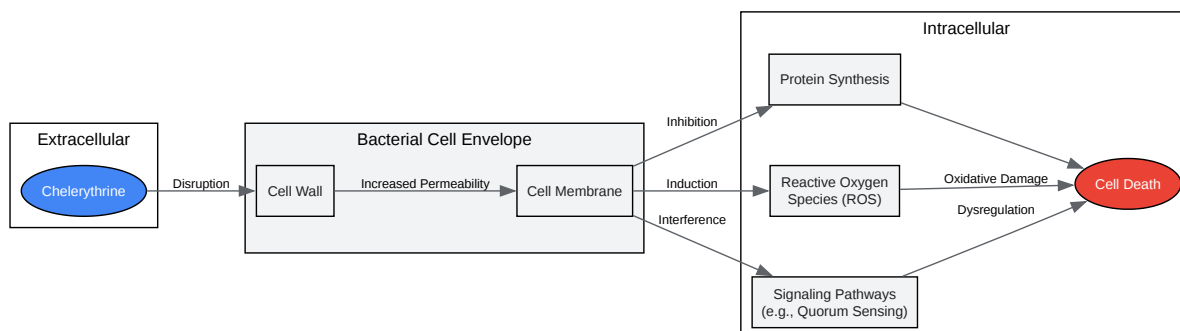 Intracellular
Protein Synthesis
Inhibition
Extracellular
Bacterial Cell Envelope
Chelerythrine
Disruption
Cell Wall
Increased Permeability
Cell Membrane
Induction
Reactive Oxygen
Species (ROS)
Oxidative Damage
Cell Death
Interference
Dysregulation
Signaling Pathways
(e.g., Quorum Sensing)